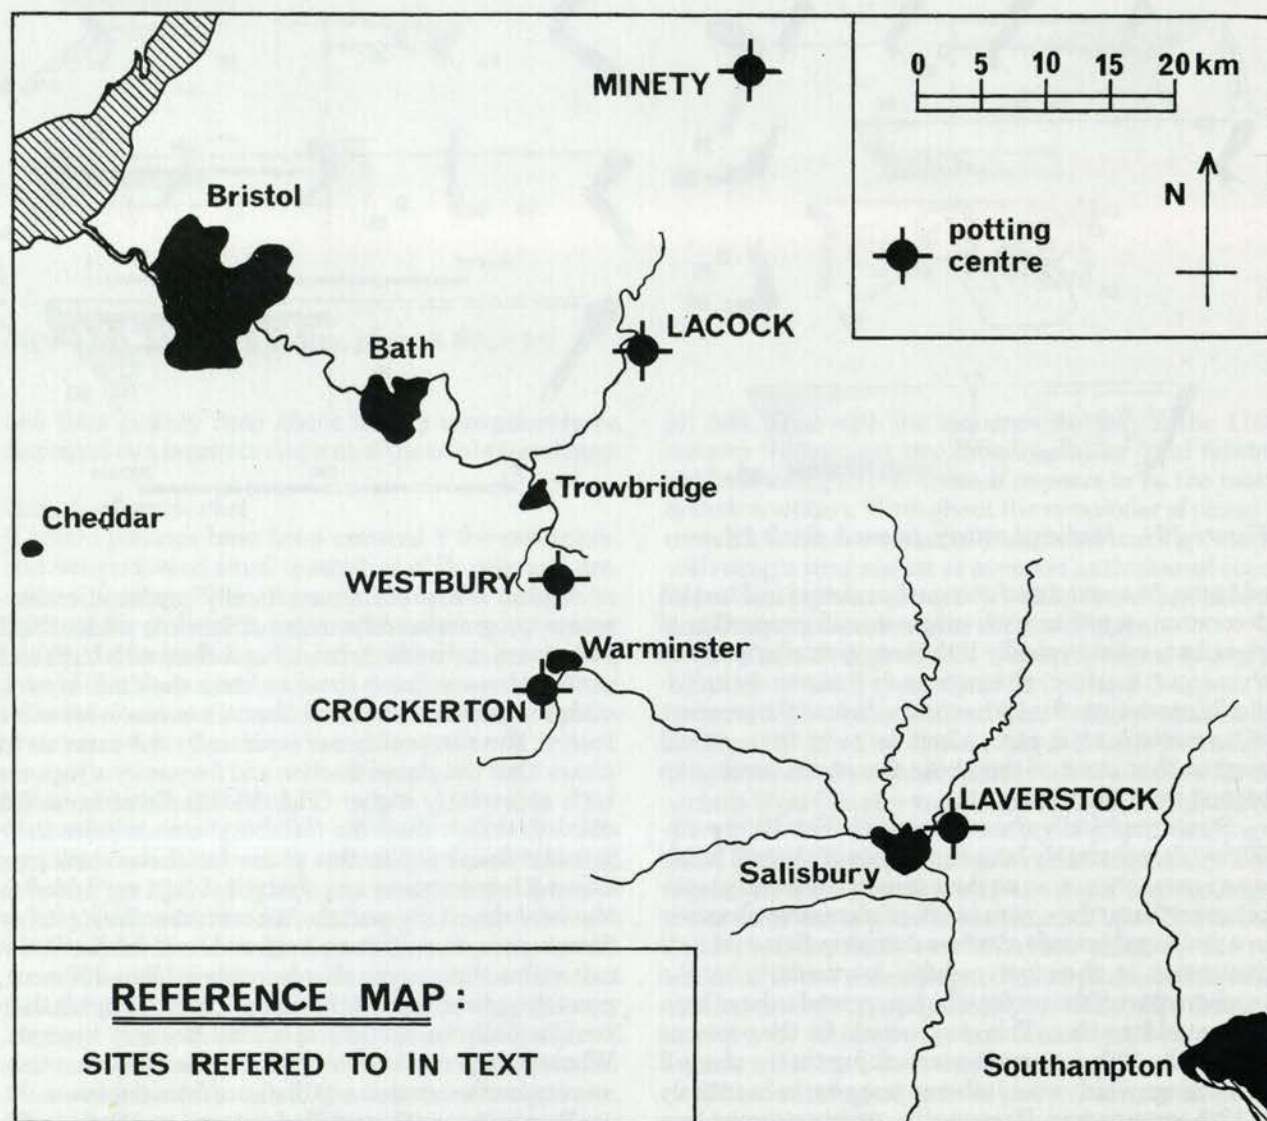 MINETY
0 5 10 15 20 km
N
potting
centre
Bristol
LACOCK
Bath
Trowbridge
Cheddar
WESTBURY
Warminster
CROCKERTON
LAVERSTOCK
Salisbury
Southampton
REFERENCE MAP:
SITES REFERED TO IN TEXT